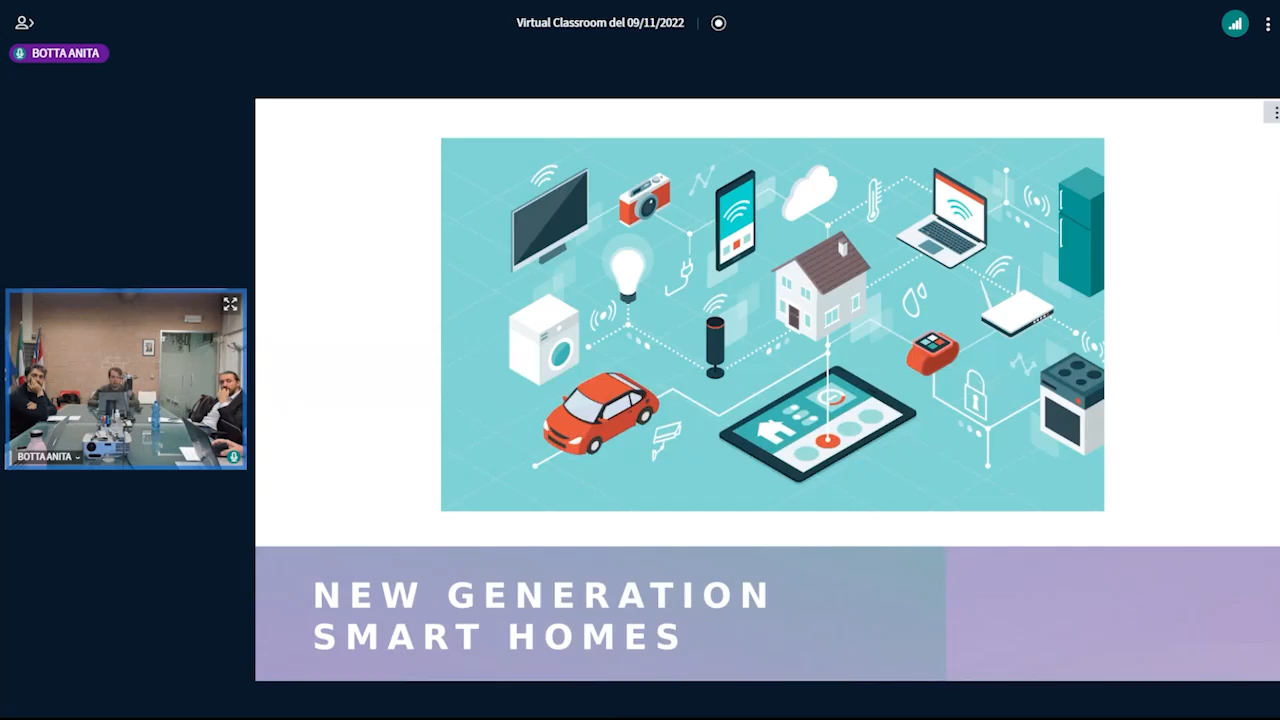 Virtual Classroom del 09/11/2022
BOTTA ANITA
BOTTA ANITA
NEW GENERATION
SMART HOMES